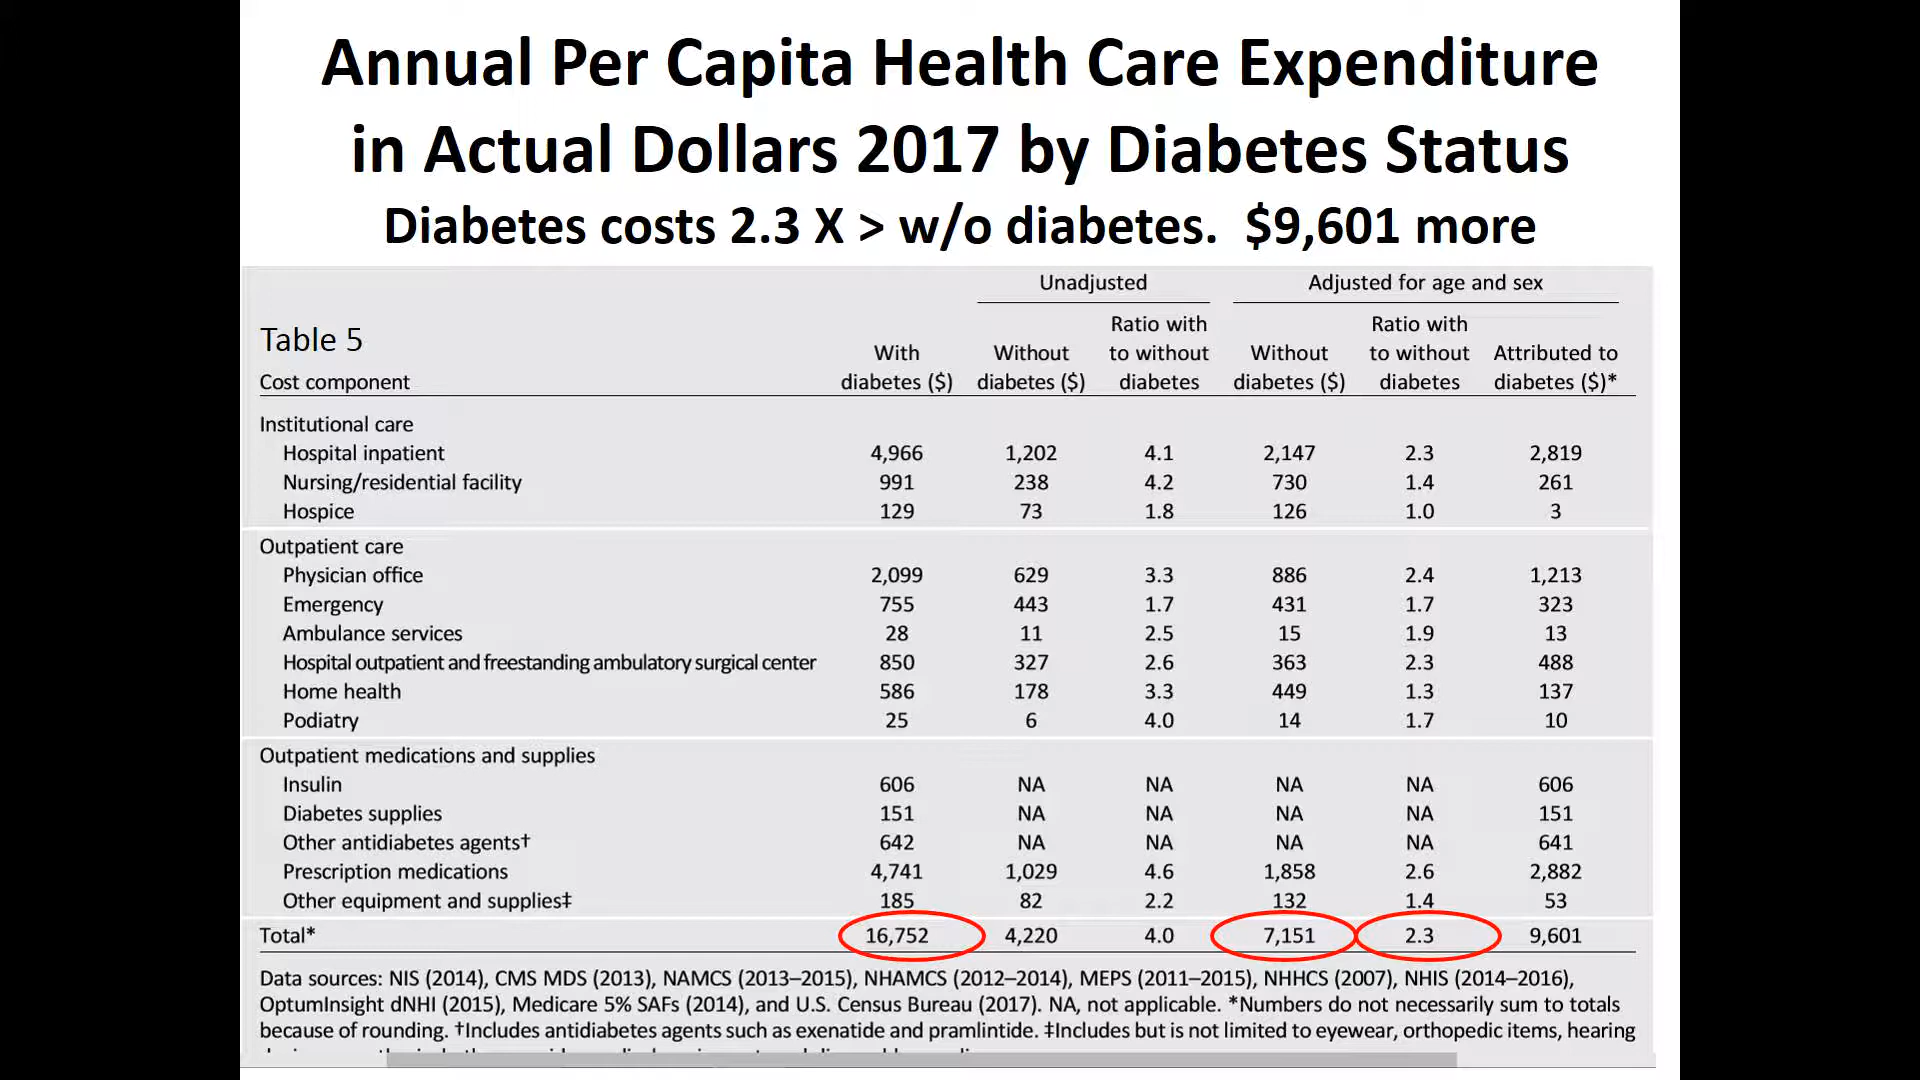 Annual Per Capita Health Care Expenditure
in Actual Dollars 2017 by Diabetes Status
Diabetes costs 2.3 X > w/o diabetes. $9,601 more
Unadjusted Adjusted for age and sex
Table 5
Ratio with Ratio with
With Without to without Without to without Attributed to
Cost component diabetes ($) diabetes ($) diabetes diabetes ($) diabetes diabetes ($)*
Institutional care
Hospital inpatient 4,966 1,202 4.1 2,147 2.3 2,819
Nursing/residential facility 991 238 4.2 730 1.4 261
Hospice 129 73 1.8 126 1.0 3
Outpatient care
Physician office 2,099 629 3.3 886 2.4 1,213
Emergency 755 443 1.7 431 1.7 323
Ambulance services 28 11 2.5 15 1.9 13
Hospital outpatient and freestanding ambulatory surgical center 850 327 2.6 363 2.3 488
Home health 586 178 3.3 449 1.3 137
Podiatry 25 6 4.0 14 1.7 10
Outpatient medications and supplies
Insulin 606 NA NA NA NA 606
Diabetes supplies 151 NA NA NA NA 151
Other antidiabetes agents† 642 NA NA NA NA 641
Prescription medications 4,741 1,029 4.6 1,858 2.6 2,882
Other equipment and supplies‡ 185 82 2.2 132 1.4 53
Total* 16,752 4,220 4.0 7,151 2.3 9,601
Data sources: NIS (2014), CMS MDS (2013), NAMCS (2013–2015), NHAMCS (2012–2014), MEPS (2011–2015), NHHCS (2007), NHIS (2014–2016),
OptumInsight dNHI (2015), Medicare 5% SAFs (2014), and U.S. Census Bureau (2017). NA, not applicable. *Numbers do not necessarily sum to totals
because of rounding. †Includes antidiabetes agents such as exenatide and pramlintide. ‡Includes but is not limited to eyewear, orthopedic items, hearing